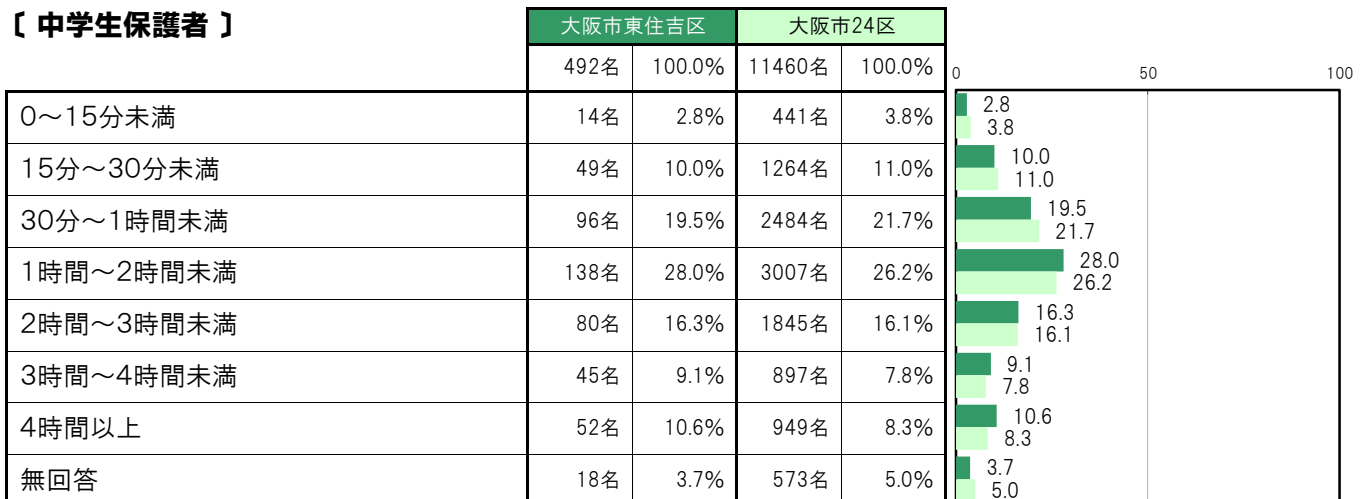 〔 中学生保護者 〕
大阪市東住吉区 大阪市24区
492名 100.0% 11460名 100.0% 0 50 100
0～15分未満 14名 2.8% 441名 3.8% 2.8
3.8
15分～30分未満 49名 10.0% 1264名 11.0% 10.0
11.0
30分～1時間未満 96名 19.5% 2484名 21.7% 19.5
21.7
1時間～2時間未満 138名 28.0% 3007名 26.2% 28.0
26.2
2時間～3時間未満 80名 16.3% 1845名 16.1% 16.3
16.1
3時間～4時間未満 45名 9.1% 897名 7.8% 9.1
7.8
4時間以上 52名 10.6% 949名 8.3% 10.6
8.3
無回答 18名 3.7% 573名 5.0% 3.7
5.0